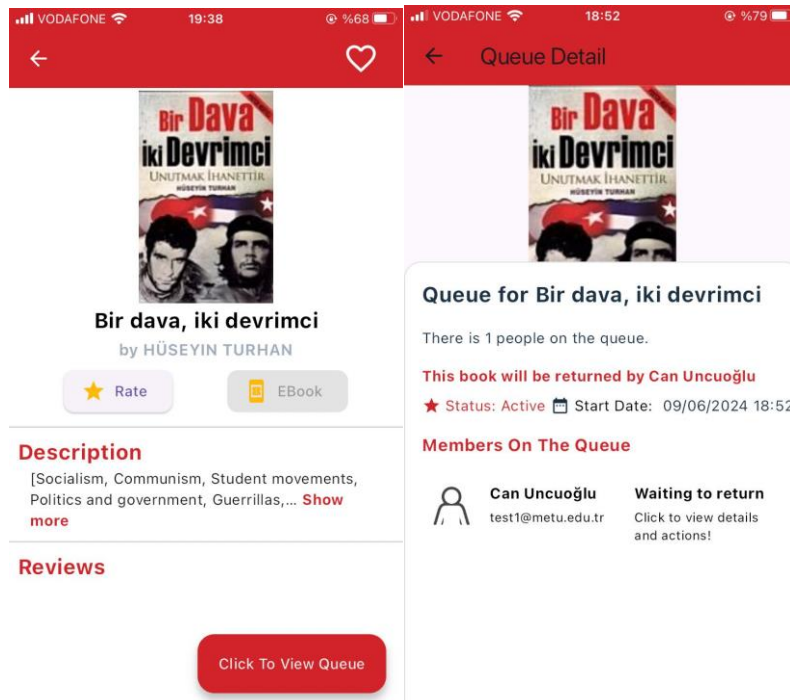 VODAFONE 19:38 %68
Bir Dava
iki Devrimci
UNUTMAK İHANETTİR
HÜSEYİN TURHAN
Bir dava, iki devrimci
by HÜSEYIN TURHAN
Rate
EBook
Description
[Socialism, Communism, Student movements,
Politics and government, Guerrillas,... Show
more
Reviews
Click To View Queue
VODAFONE 18:52 %79
Queue Detail
Bir Dava
iki Devrimci
UNUTMAK İHANETTİR
HÜSEYİN TURHAN
Queue for Bir dava, iki devrimci
There is 1 people on the queue.
This book will be returned by Can Uncuoğlu
Status: Active Start Date: 09/06/2024 18:52
Members On The Queue
Can Uncuoğlu Waiting to return
test1@metu.edu.tr Click to view details
and actions!